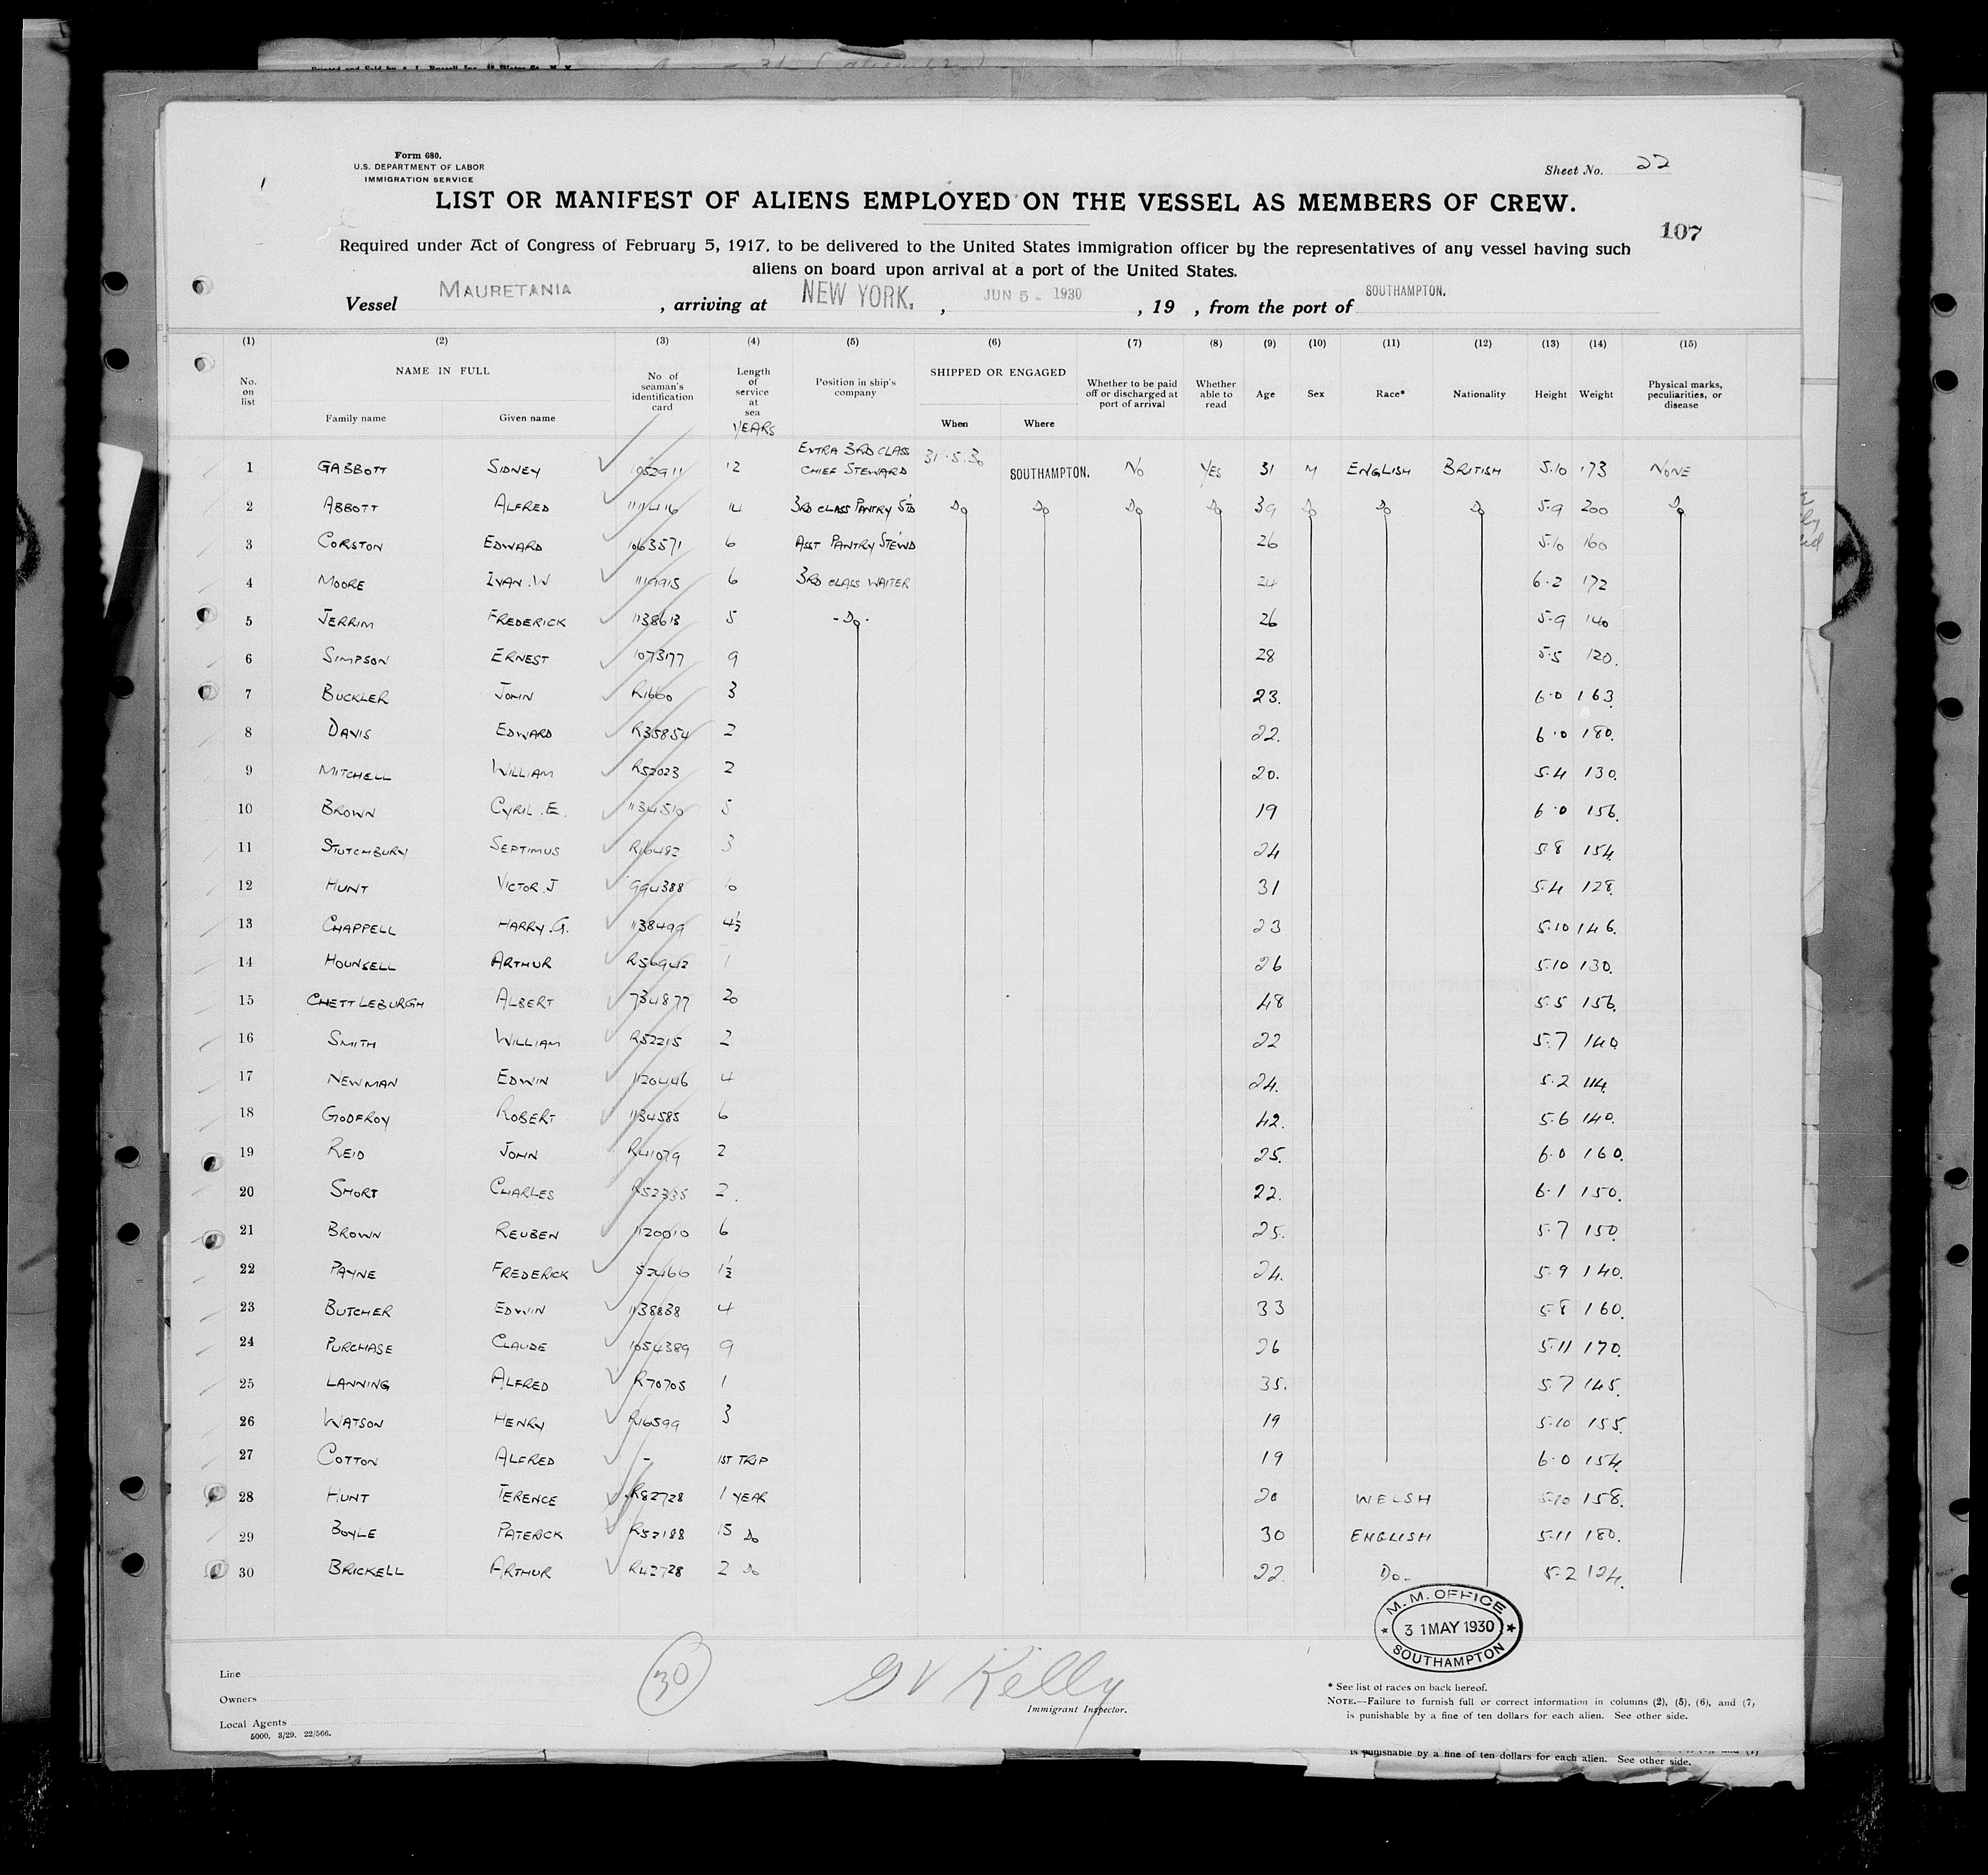 Form 680.
U.S. DEPARTMENT OF LABOR
IMMIGRATION SERVICE
Sheet No. 22
LIST OR MANIFEST OF ALIENS EMPLOYED ON THE VESSEL AS MEMBERS OF CREW.
107
Required under Act of Congress of February 5, 1917, to be delivered to the United States immigration officer by the representatives of any vessel having such
aliens on board upon arrival at a port of the United States.
Vessel MAURETANIA, arriving at NEW YORK., JUN 5 - 1930, 19 , from the port of SOUTHAMPTON.
(1) (2) (3) (4) (5) (6) (7) (8) (9) (10) (11) (12) (13) (14) (15)
No. on list NAME IN FULL Family name Given name No of seaman's identification card Length of service at sea YEARS Position in ship's company SHIPPED OR ENGAGED When Where Whether to be paid off or discharged at port of arrival Whether able to read Age Sex Race* Nationality Height Weight Physical marks, peculiarities, or disease
1 GABBOTT SIDNEY 1052911 12 EXTRA 3RD CLASS CHIEF STEWARD 31.5.30 SOUTHAMPTON. NO YES 31 M ENGLISH BRITISH 5.10 173 NONE
2 ABBOTT ALFRED 1111416 14 3RD CLASS PANTRY STD Do Do Do Do 39 Do Do Do 5.9 200 Do
3 CORSTON EDWARD 1063571 6 ASST PANTRY STEWD 26 5.10 160
4 MOORE IVAN.W 1119915 6 3RD CLASS WAITER 24 6.2 172
5 JERRIM FREDERICK 1138613 5 -Do- 26 5.9 140
6 SIMPSON ERNEST 1073177 9 28 5.5 120.
7 BUCKLER JOHN R1660 3 23. 6.0 163.
8 DAVIS EDWARD R35854 2 22. 6.0 180.
9 MITCHELL WILLIAM R52023 2 20. 5.4 130.
10 BROWN CYRIL.E. 1134510 5 19 6.0 156.
11 STUTCHBURY SEPTIMUS R16482 3 24 5.8 154.
12 HUNT VICTOR.J 994388 10 31 5.4 128.
13 CHAPPELL HARRY.G. 1138499 4½ 23 5.10 146.
14 HOUNSELL ARTHUR R56942 1 26 5.10 130.
15 CHETTLEBURGH ALBERT 734877 20 48 5.5 156.
16 SMITH WILLIAM R52215 2 22 5.7 140
17 NEWMAN EDWIN 1120446 4 24. 5.2 114.
18 GODFROY ROBERT 1134585 6 42. 5.6 140.
19 REID JOHN R41079 2 25. 6.0 160.
20 SHORT CHARLES R52335 2. 22. 6.1 150.
21 BROWN REUBEN 1120010 6 25. 5.7 150.
22 PAYNE FREDERICK 52466 1½ 24. 5.9 140.
23 BUTCHER EDWIN 1138838 4 33 5.8 160.
24 PURCHASE CLAUDE 1054389 9 26 5.11 170.
25 LANNING ALFRED R70705 1 35. 5.7 145.
26 WATSON HENRY R16599 3 19 5.10 155.
27 COTTON ALFRED - 1ST TRIP 19 6.0 154.
28 HUNT TERENCE R82728 1 YEAR 20 WELSH 5.10 158.
29 BOYLE PATERICK R52188 15 Do 30 ENGLISH 5.11 180.
30 BRICKELL ARTHUR R42728 2 Do 22. Do- 5.2 124.
M. M. OFFICE
31 MAY 1930
SOUTHAMPTON
Line
Owners
Local Agents
5000. 3/29. 22/566.
30
G V Kelly
Immigrant Inspector.
* See list of races on back hereof.
NOTE.—Failure to furnish full or correct information in columns (2), (5), (6), and (7,
is punishable by a fine of ten dollars for each alien. See other side.
is punishable by a fine of ten dollars for each alien. See other side.